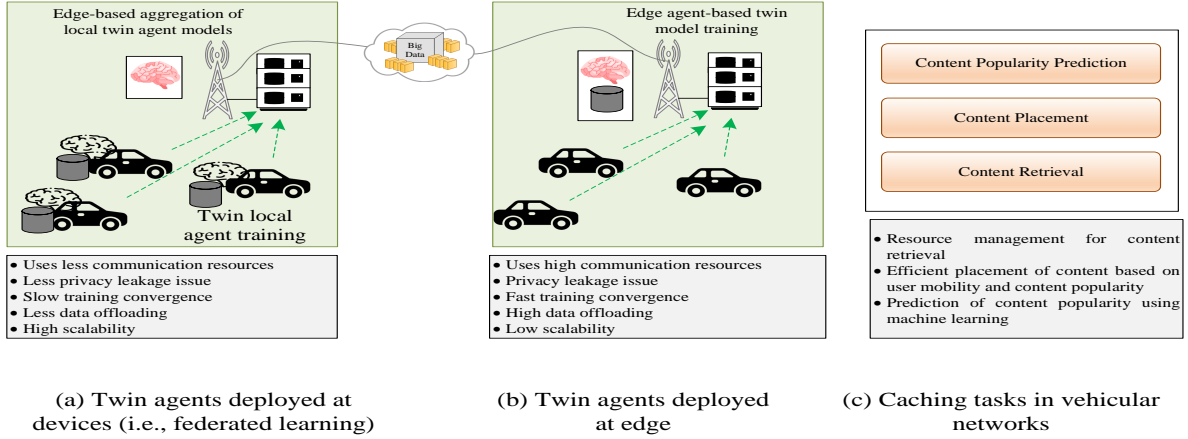 Edge-based aggregation of
local twin agent models
Twin local
agent training
• Uses less communication resources
• Less privacy leakage issue
• Slow training convergence
• Less data offloading
• High scalability
(a) Twin agents deployed at
devices (i.e., federated learning)
Big
Data
Edge agent-based twin
model training
• Uses high communication resources
• Privacy leakage issue
• Fast training convergence
• High data offloading
• Low scalability
(b) Twin agents deployed
at edge
Content Popularity Prediction
Content Placement
Content Retrieval
• Resource management for content
retrieval
• Efficient placement of content based on
user mobility and content popularity
• Prediction of content popularity using
machine learning
(c) Caching tasks in vehicular
networks